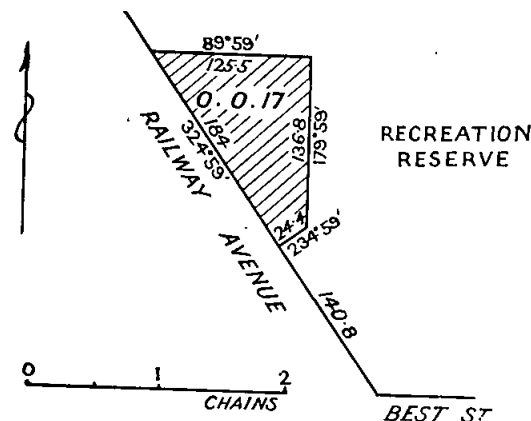 89°59'
125·5
0.0.17
184
324°59'
RAILWAY
AVENUE
136.8
179°59'
RECREATION
RESERVE
24·4
234°59'
140·8
0 1 2
CHAINS
BEST ST